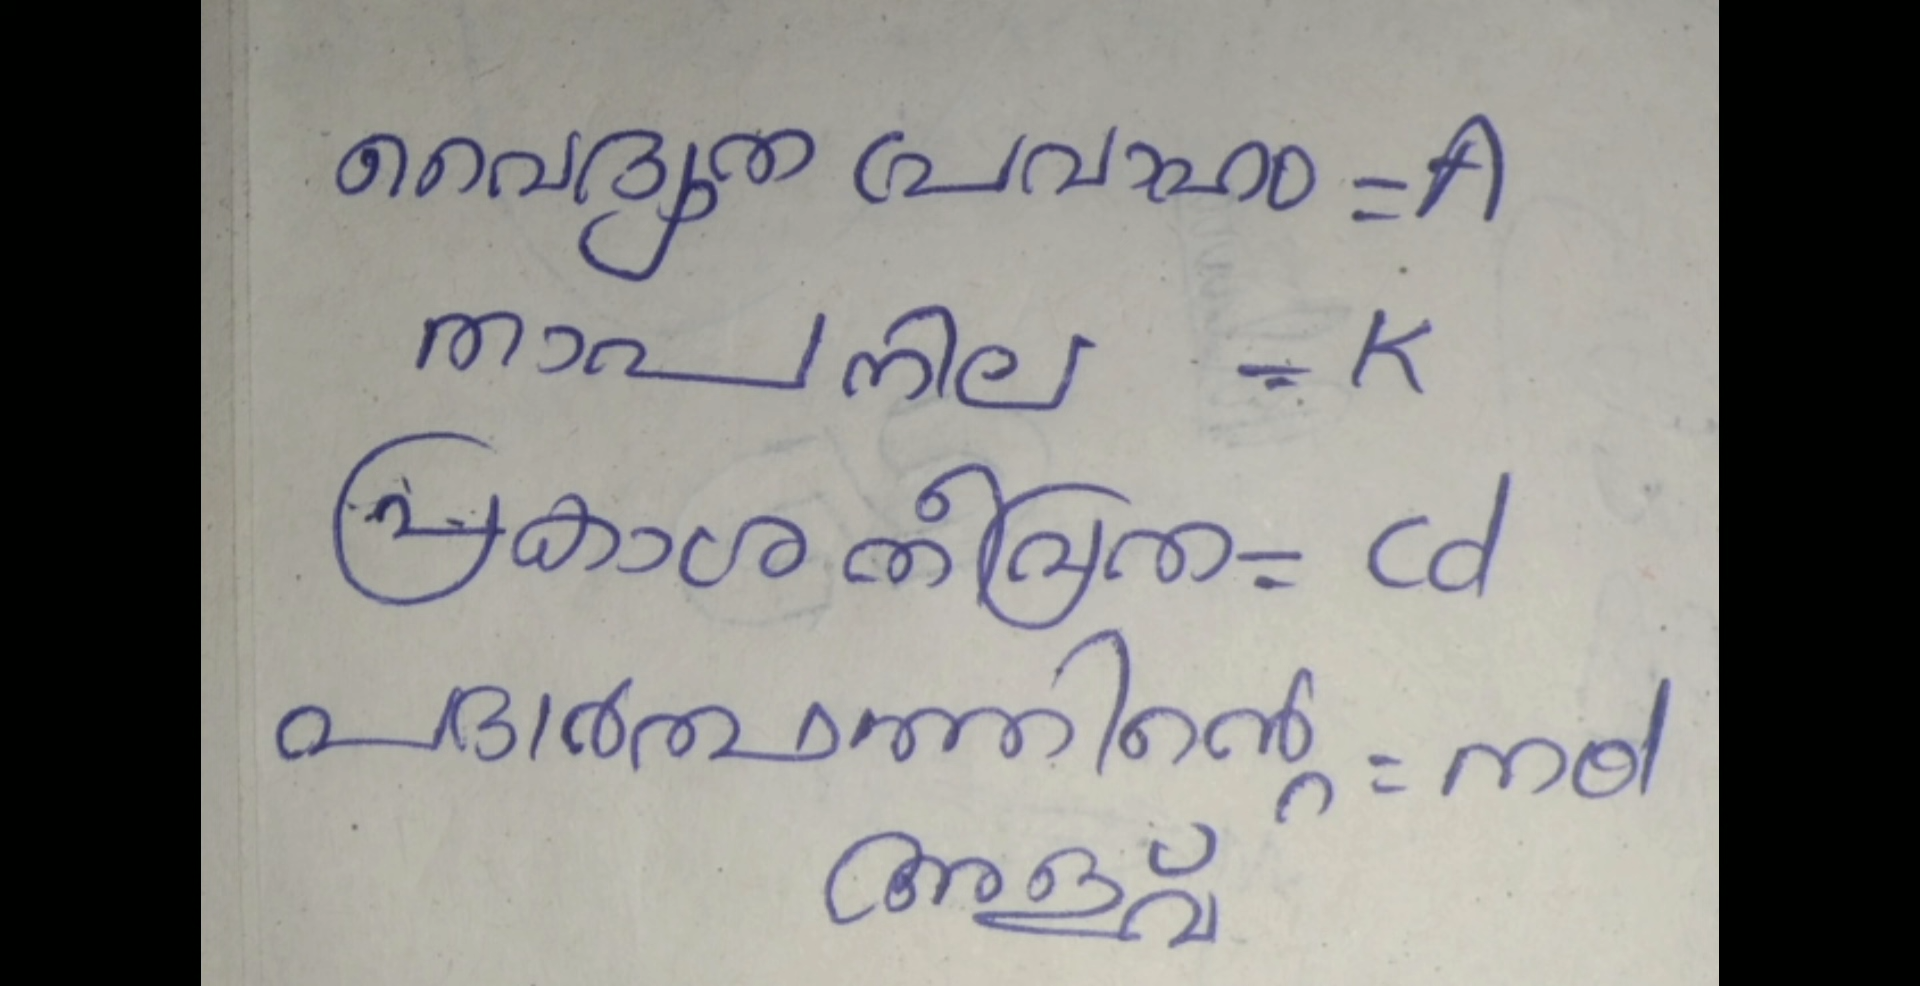 വൈദ്യുത പ്രവാഹം = A
താപനില = K
പ്രകാശ തീവ്രത = Cd
പദാർത്ഥത്തിന്റെ = mol
അളവ്